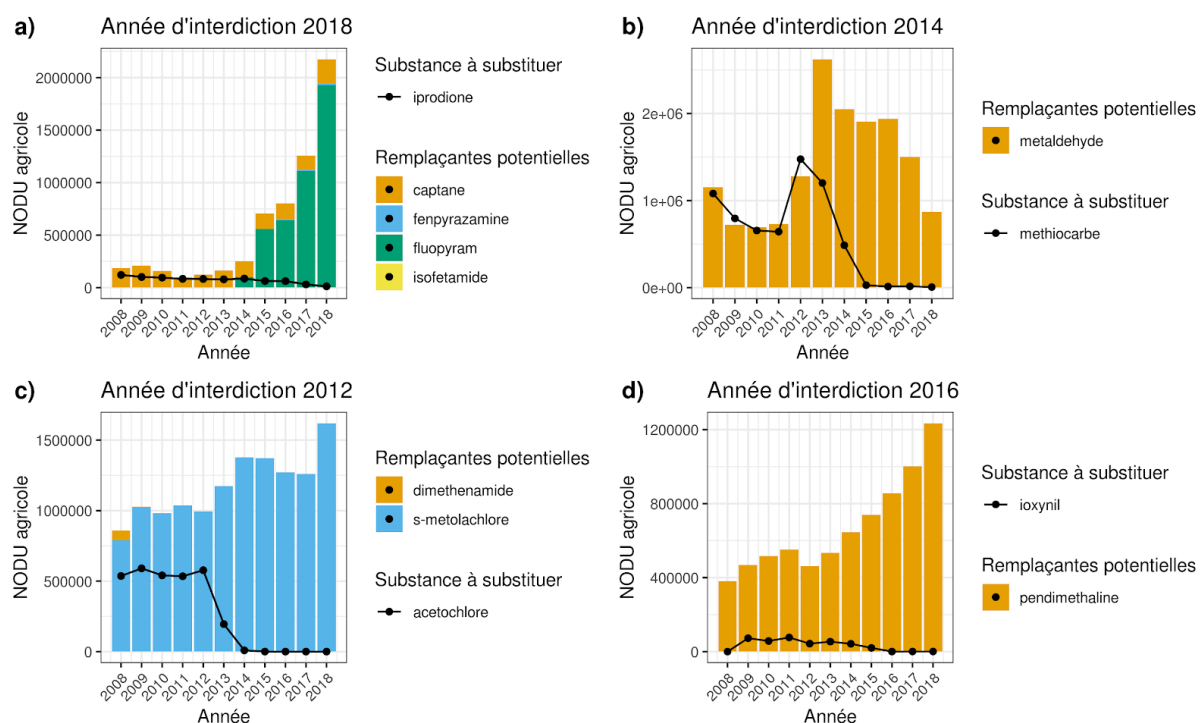 a)
Année d'interdiction 2018
NODU agricole
2000000
1500000
1000000
500000
0
2008
2009
2010
2011
2012
2013
2014
2015
2016
2017
2018
Année
Substance à substituer
iprodione
Remplaçantes potentielles
captane
fenpyrazamine
fluopyram
isofetamide
b)
Année d'interdiction 2014
NODU agricole
2e+06
1e+06
0e+00
2008
2009
2010
2011
2012
2013
2014
2015
2016
2017
2018
Année
Remplaçantes potentielles
metaldehyde
Substance à substituer
methiocarbe
c)
Année d'interdiction 2012
NODU agricole
1500000
1000000
500000
0
2008
2009
2010
2011
2012
2013
2014
2015
2016
2017
2018
Année
Remplaçantes potentielles
dimethenamide
s-metolachlore
Substance à substituer
acetochlore
d)
Année d'interdiction 2016
NODU agricole
1200000
800000
400000
0
2008
2009
2010
2011
2012
2013
2014
2015
2016
2017
2018
Année
Substance à substituer
ioxynil
Remplaçantes potentielles
pendimethaline